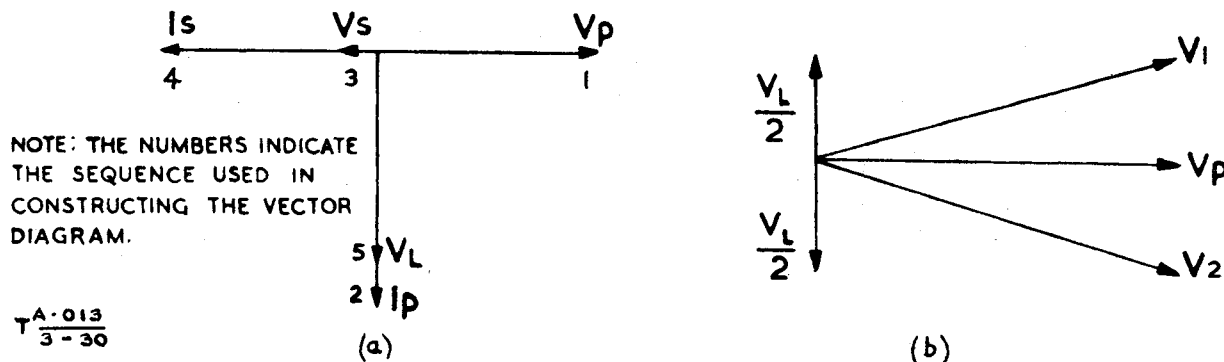 Is Vs Vp
4 3 1
NOTE: THE NUMBERS INDICATE
THE SEQUENCE USED IN
CONSTRUCTING THE VECTOR
DIAGRAM.
5 VL
2 Ip
T A·013
3-30
(a)
V1
VL
2
Vp
VL
2
V2
(b)